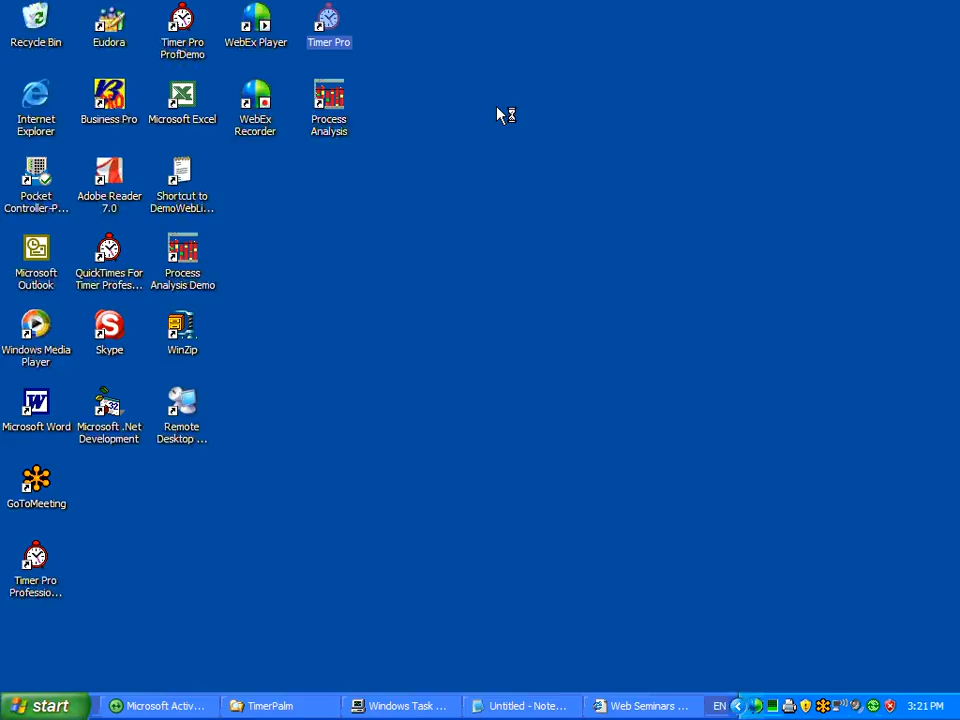 Recycle Bin
Eudora
Timer Pro
ProfDemo
WebEx Player
Timer Pro
Internet
Explorer
Business Pro
Microsoft Excel
WebEx
Recorder
Process
Analysis
Pocket
Controller-P...
Adobe Reader
7.0
Shortcut to
DemoWebLi...
Microsoft
Outlook
QuickTimes For
Timer Profes...
Process
Analysis Demo
Windows Media
Player
Skype
WinZip
Microsoft Word
Microsoft .Net
Development
Remote
Desktop ...
GoToMeeting
Timer Pro
Professio...
start
Microsoft Activ...
TimerPalm
Windows Task ...
Untitled - Note...
Web Seminars ...
EN
3:21 PM